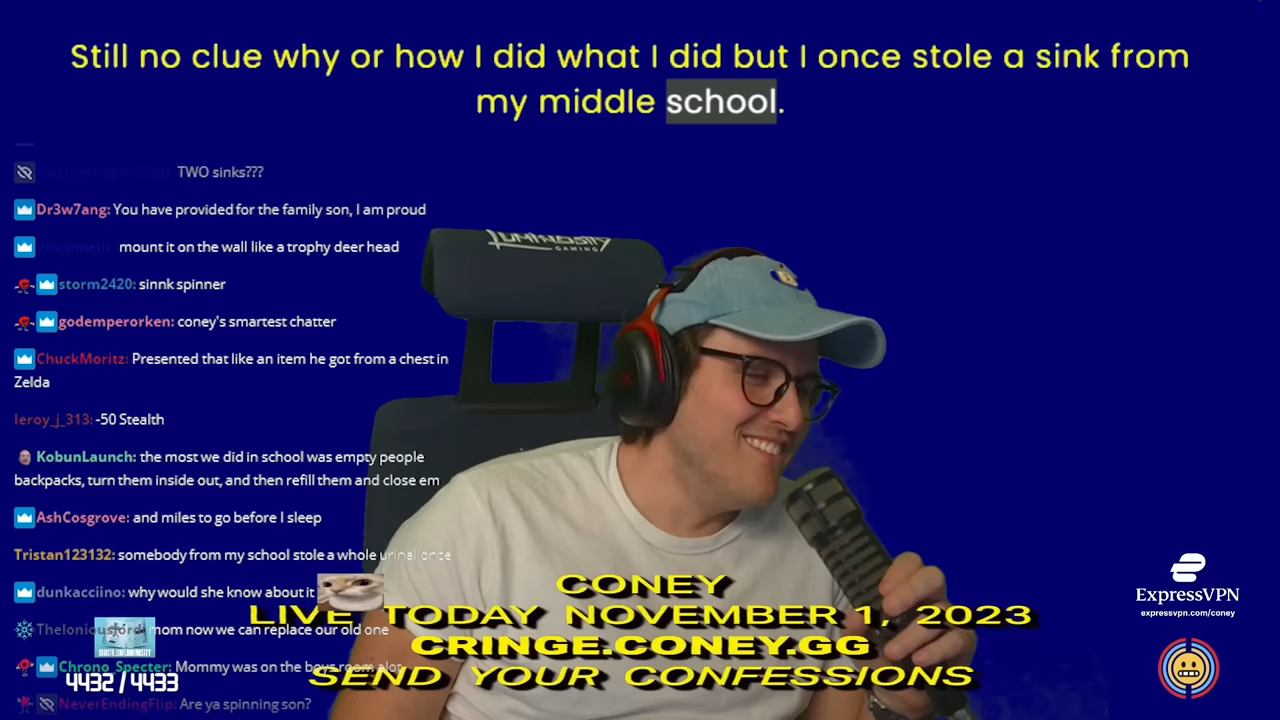 Still no clue why or how I did what I did but I once stole a sink from
my middle school.
LUMINOSITY
GAMING
TWO sinks???
Dr3w7ang: You have provided for the family son, I am proud
mount it on the wall like a trophy deer head
storm2420: sinnk spinner
godemperorken: coney's smartest chatter
ChuckMoritz: Presented that like an item he got from a chest in
Zelda
leroy_j_313: -50 Stealth
KobunLaunch: the most we did in school was empty people
backpacks, turn them inside out, and then refill them and close em
AshCosgrove: and miles to go before I sleep
Tristan123132: somebody from my school stole a whole urinal once
dunkacciino: why would she know about it
Theloniousford: mom now we can replace our old one
Chrono_Specter: Mommy was on the boys room alot
NeverEndingFlip: Are ya spinning son?
4432 / 4433
CONEY
LIVE TODAY NOVEMBER 1, 2023
CRINGE.CONEY.GG
SEND YOUR CONFESSIONS
ExpressVPN
expressvpn.com/coney